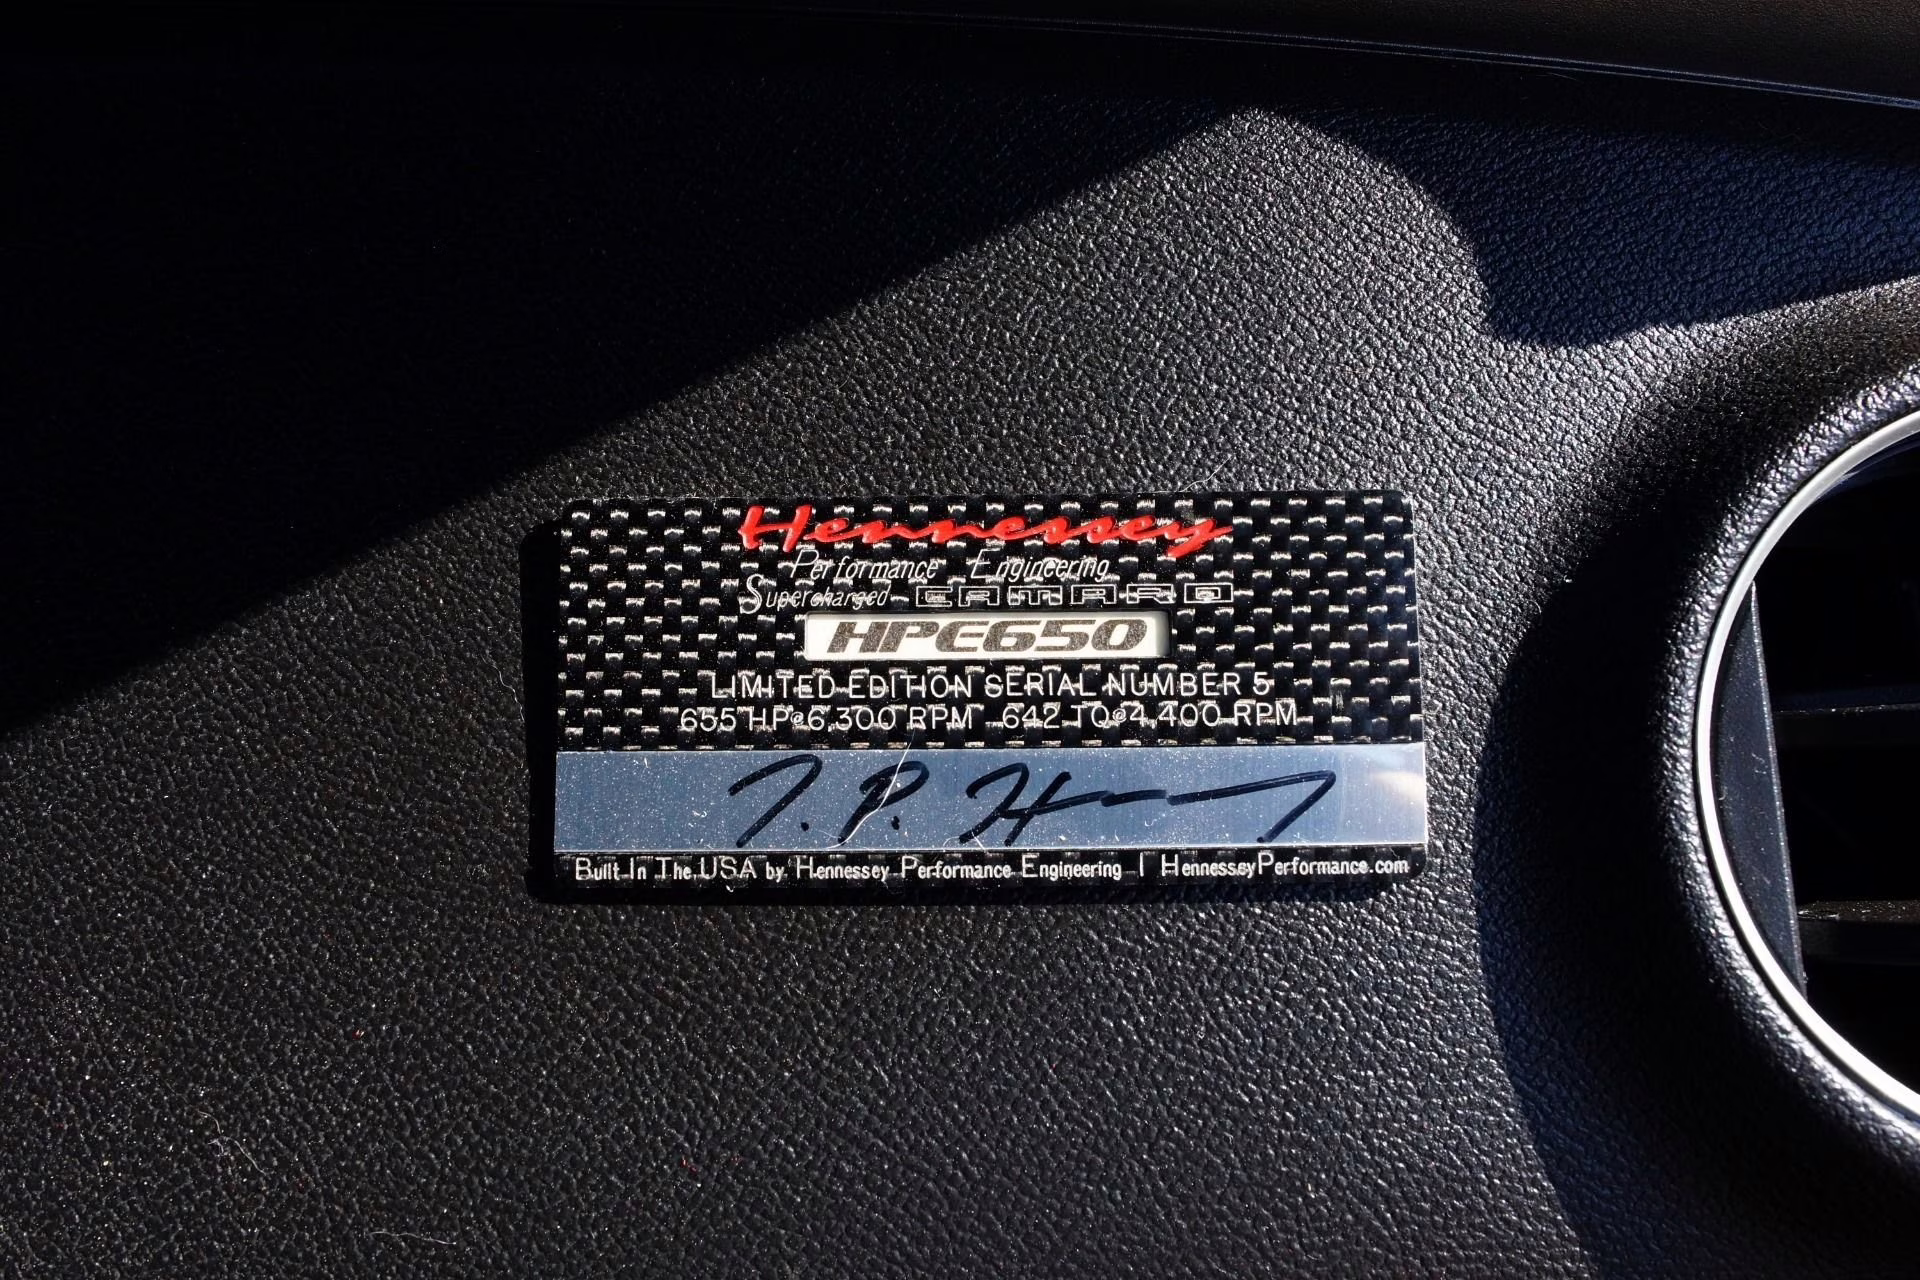 Hennessey
Performance Engineering
Supercharged CAMARO
HPE650
LIMITED EDITION SERIAL NUMBER 5
655 HP@6,300 RPM 642 TQ@4,400 RPM
J.P. H
Built In The USA by Hennessey Performance Engineering | HennesseyPerformance.com